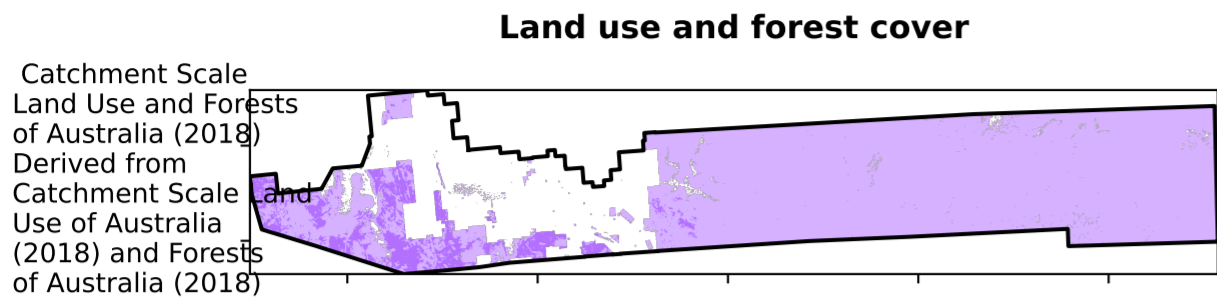 Land use and forest cover
Catchment Scale
Land Use and Forests
of Australia (2018)
Derived from
Catchment Scale Land
Use of Australia
(2018) and Forests
of Australia (2018)